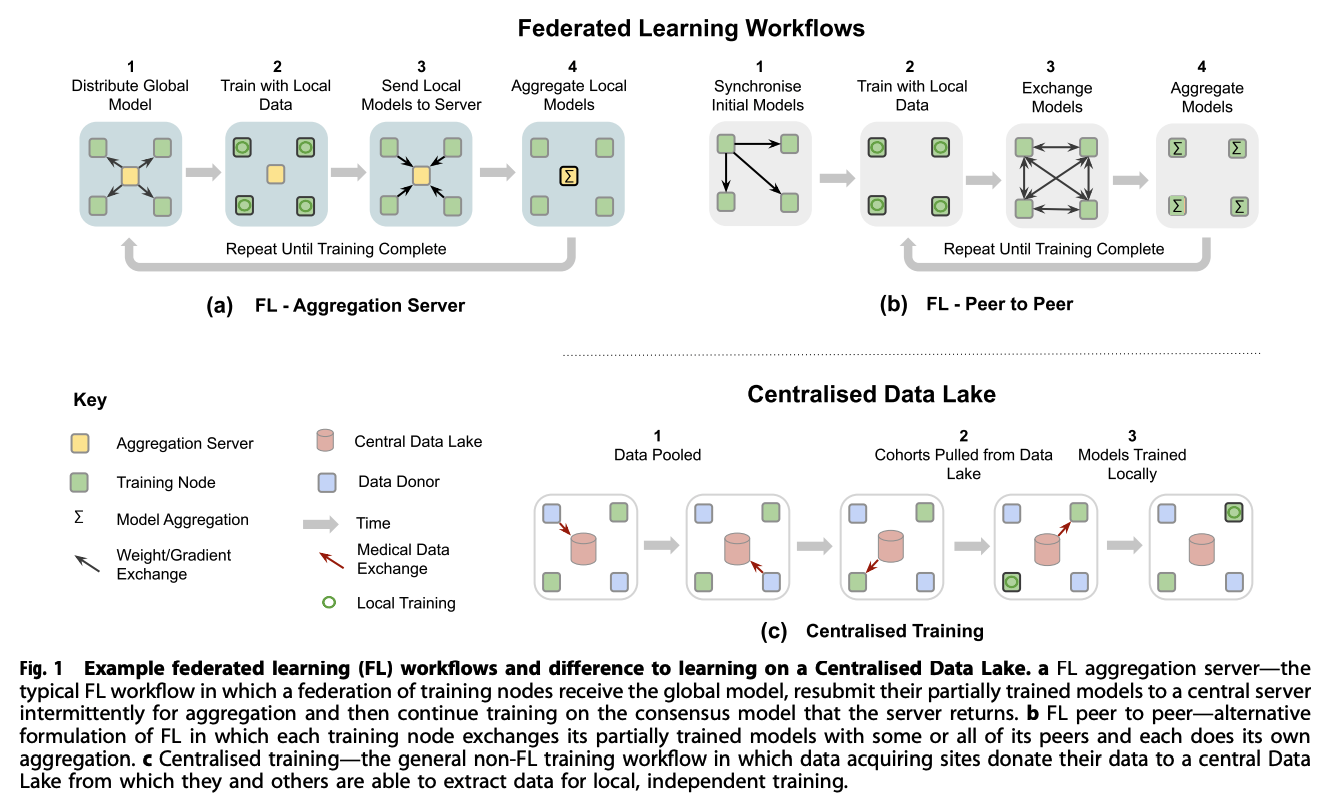 Federated Learning Workflows
1
Distribute Global
Model
2
Train with Local
Data
3
Send Local
Models to Server
4
Aggregate Local
Models
Σ
Repeat Until Training Complete
(a) FL - Aggregation Server
1
Synchronise
Initial Models
2
Train with Local
Data
3
Exchange
Models
4
Aggregate
Models
Σ Σ
Σ Σ
Repeat Until Training Complete
(b) FL - Peer to Peer
Key
Aggregation Server
Training Node
Σ Model Aggregation
Weight/Gradient
Exchange
Central Data Lake
Data Donor
Time
Medical Data
Exchange
Local Training
Centralised Data Lake
1
Data Pooled
2
Cohorts Pulled from Data
Lake
3
Models Trained
Locally
(c) Centralised Training
Fig. 1 Example federated learning (FL) workflows and difference to learning on a Centralised Data Lake. a FL aggregation server—the
typical FL workflow in which a federation of training nodes receive the global model, resubmit their partially trained models to a central server
intermittently for aggregation and then continue training on the consensus model that the server returns. b FL peer to peer—alternative
formulation of FL in which each training node exchanges its partially trained models with some or all of its peers and each does its own
aggregation. c Centralised training—the general non-FL training workflow in which data acquiring sites donate their data to a central Data
Lake from which they and others are able to extract data for local, independent training.